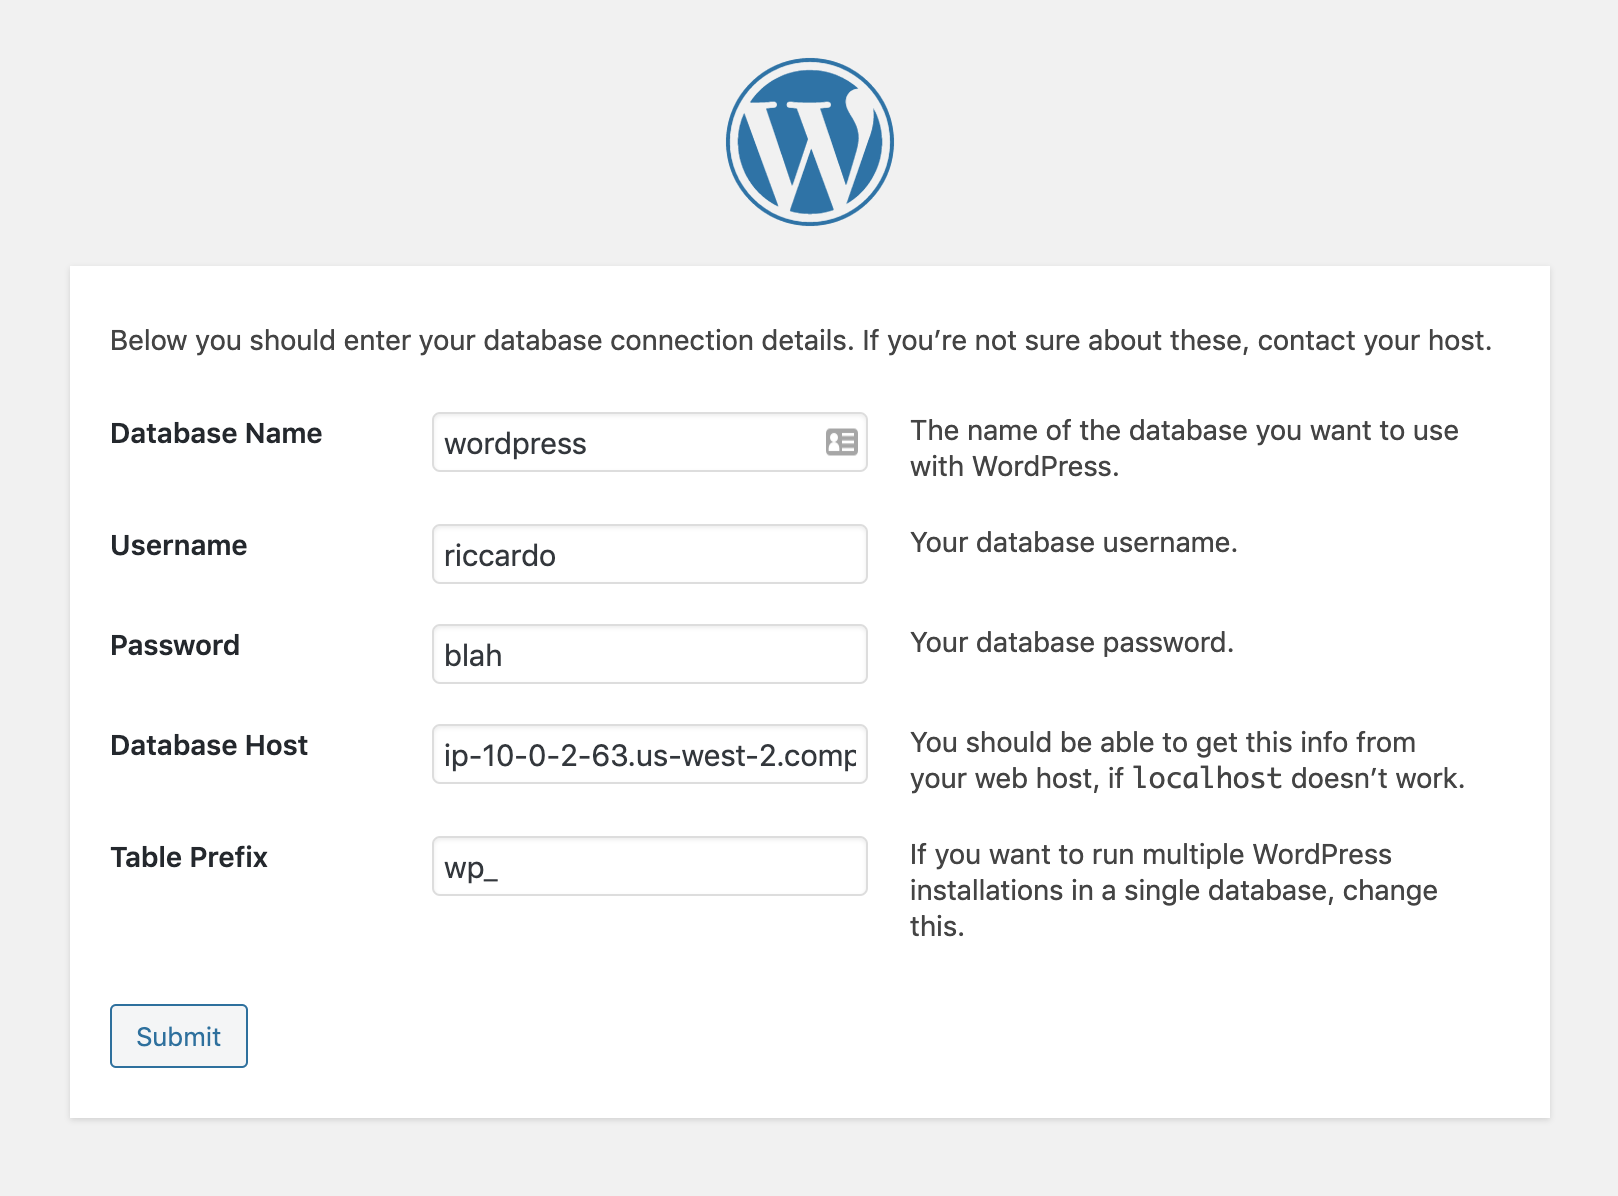 W
Below you should enter your database connection details. If you’re not sure about these, contact your host.
Database Name
wordpress
The name of the database you want to use
with WordPress.
Username
riccardo
Your database username.
Password
blah
Your database password.
Database Host
ip-10-0-2-63.us-west-2.comp
You should be able to get this info from
your web host, if localhost doesn’t work.
Table Prefix
wp_
If you want to run multiple WordPress
installations in a single database, change
this.
Submit